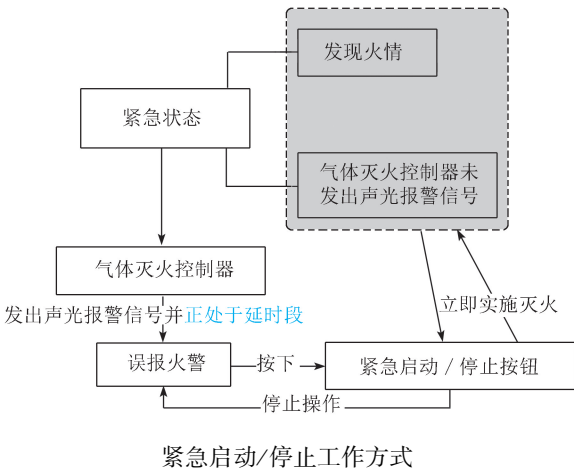 发现火情
紧急状态
气体灭火控制器未
发出声光报警信号
气体灭火控制器
立即实施灭火
发出声光报警信号并正处于延时段
误报火警
按下
紧急启动/停止按钮
停止操作
紧急启动/停止工作方式